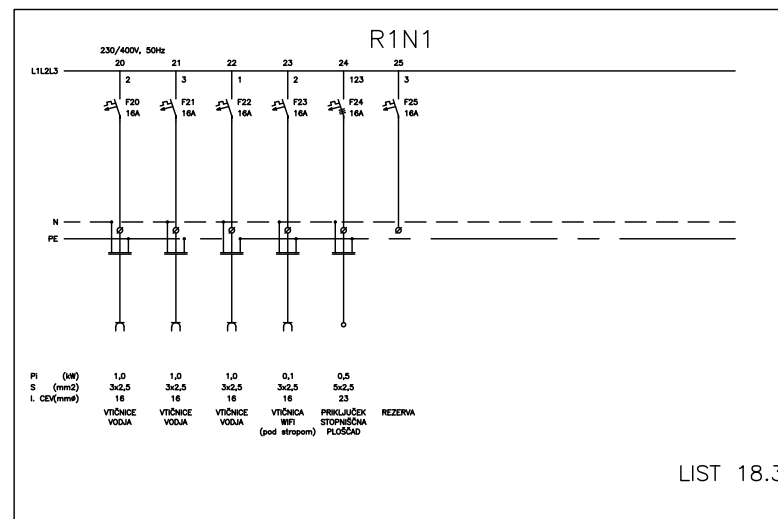 R1N1
230/400V, 50Hz
20 21 22 23 24 25
L1L2L3
2 3 1 2 123 3
F20 F21 F22 F23 F24 F25
16A 16A 16A 16A 16A 16A
N
PE
Pi (kW) 1,0 1,0 1,0 0,1 0,5
S (mm2) 3x2,5 3x2,5 3x2,5 3x2,5 5x2,5
I. CEV(mmø) 16 16 16 16 23
VTIČNICE VTIČNICE VTIČNICE VTIČNICA PRIKLJUČEK REZERVA
VODJA VODJA VODJA WIFI STOPNIŠČNA
(pod stropom) PLOŠČAD
LIST 18.3